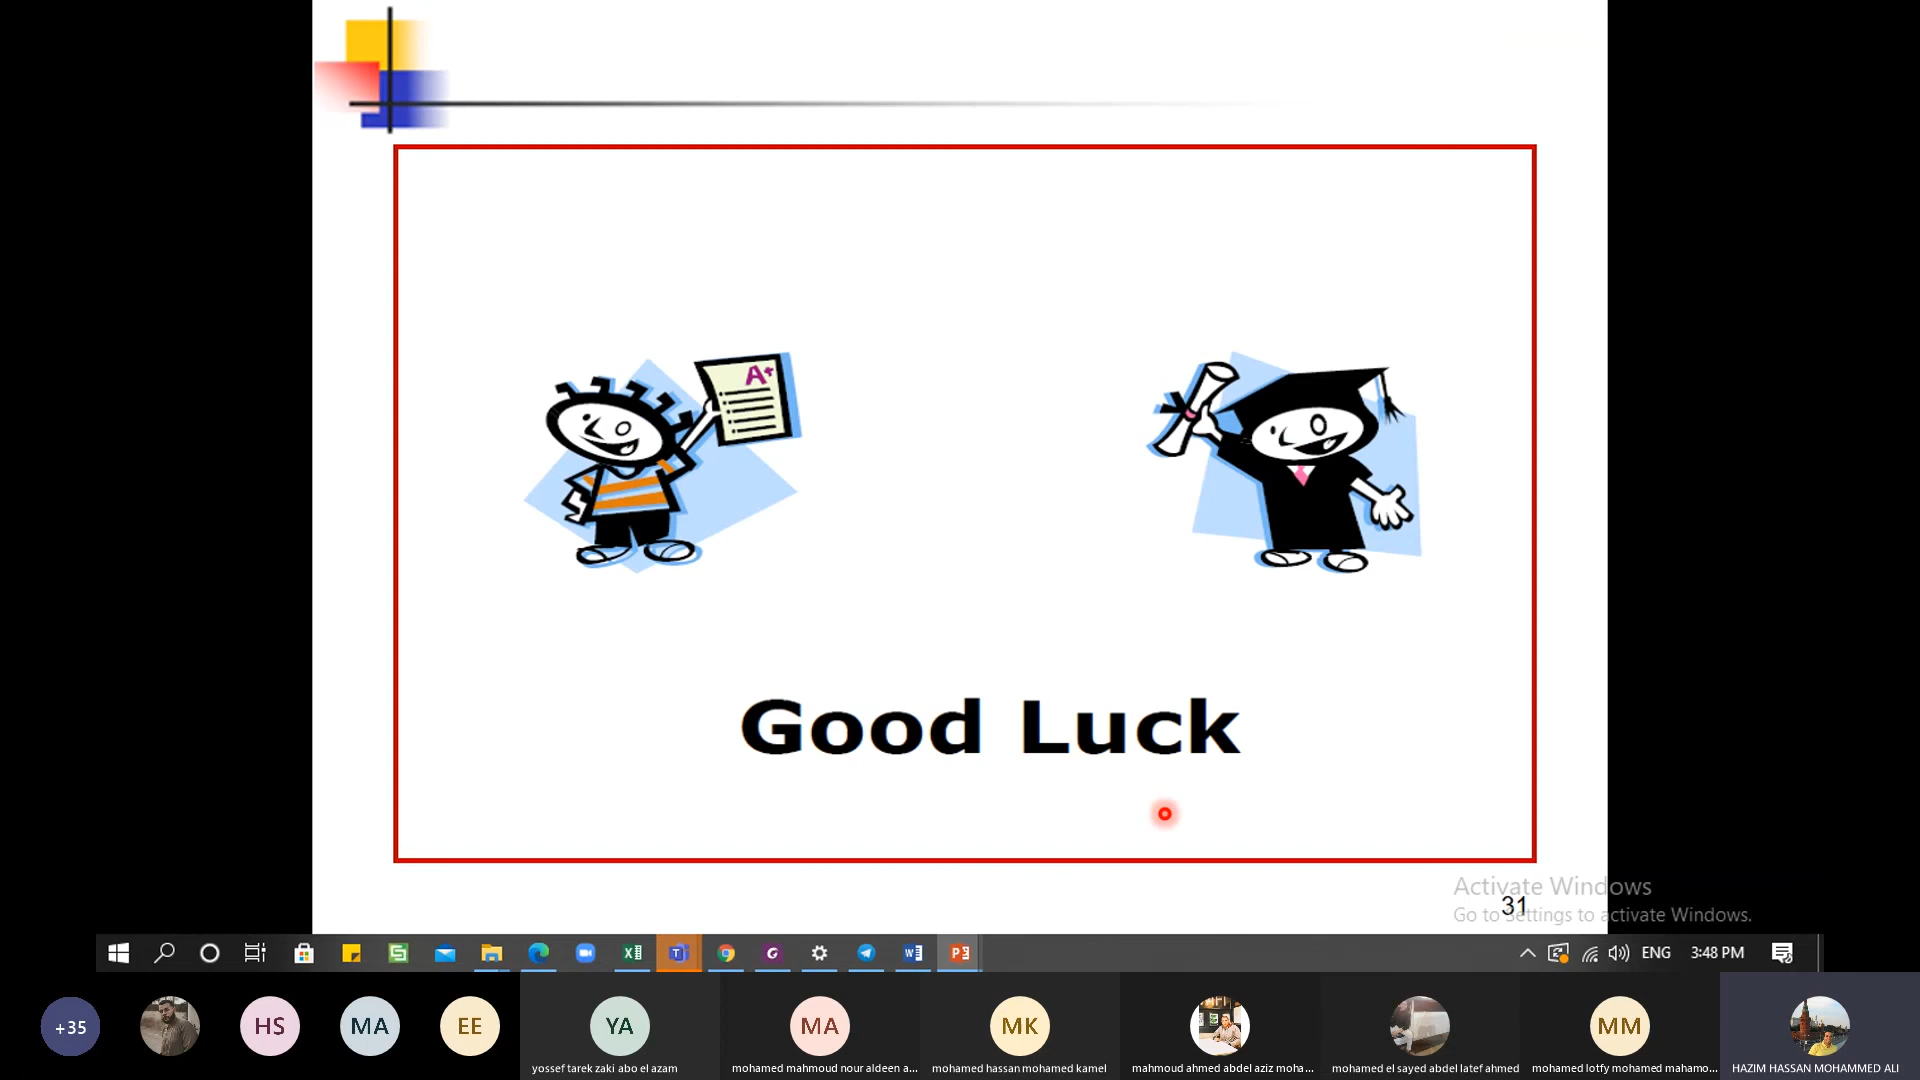 A+
Good Luck
Activate Windows
31
Go to Settings to activate Windows.
ENG
3:48 PM
+35
HS
MA
EE
YA
MA
MK
MM
yossef tarek zaki abo el azam
mohamed mahmoud nour aldeen a...
mohamed hassan mohamed kamel
mahmoud ahmed abdel aziz moha...
mohamed el sayed abdel latef ahmed
mohamed lotfy mohamed mahamo...
HAZIM HASSAN MOHAMMED ALI